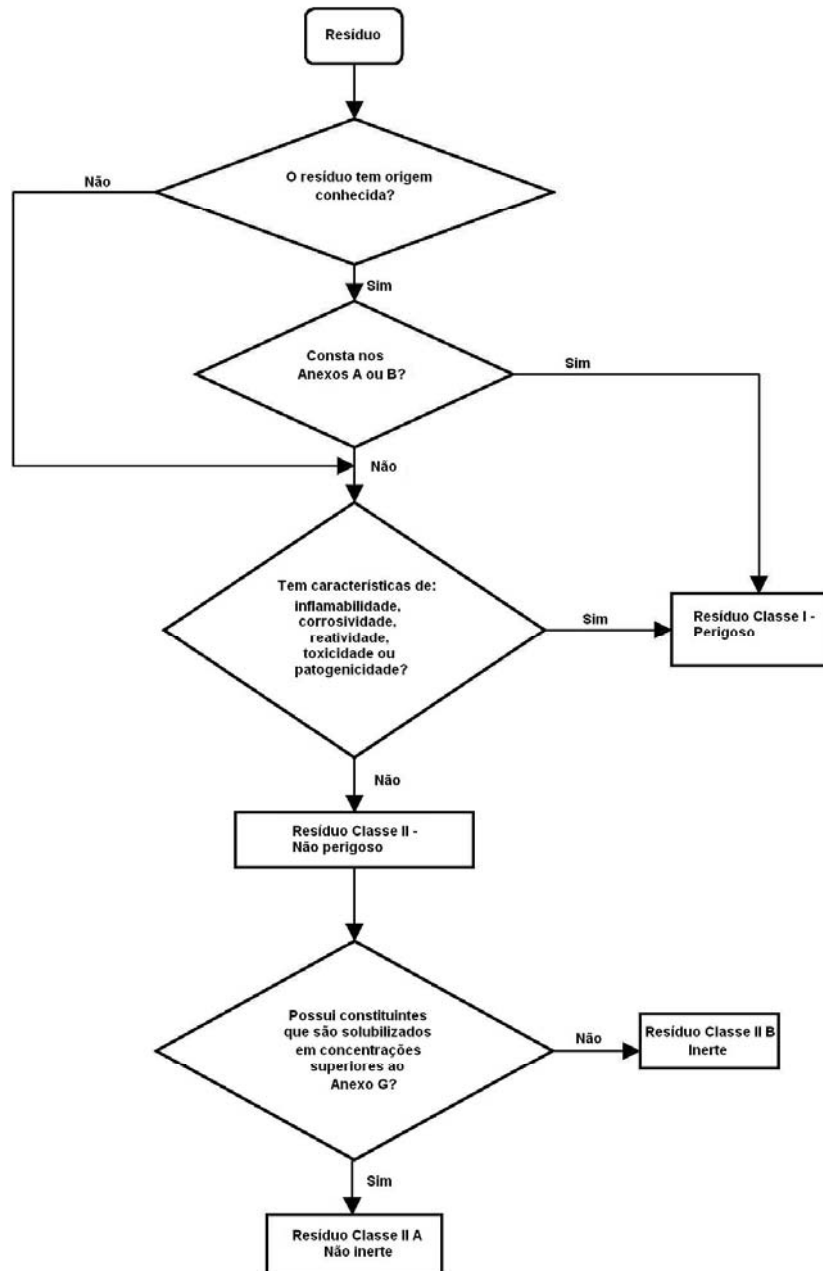 Resíduo
O resíduo tem origem
conhecida?
Não
Sim
Consta nos
Anexos A ou B?
Sim
Não
Tem características de:
inflamabilidade,
corrosividade,
reatividade,
toxicidade ou
patogenicidade?
Sim
Resíduo Classe I -
Perigoso
Não
Resíduo Classe II -
Não perigoso
Possui constituintes
que são solubilizados
em concentrações
superiores ao
Anexo G?
Não
Resíduo Classe II B
Inerte
Sim
Resíduo Classe II A
Não inerte